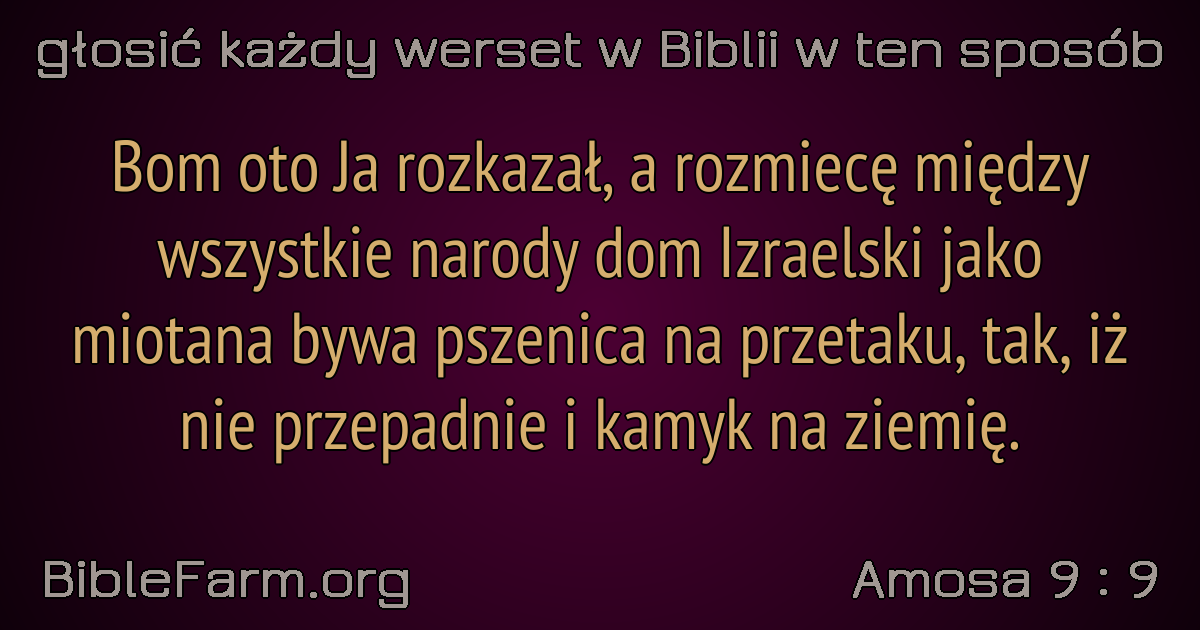 głosić każdy werset w Biblii w ten sposób
Bom oto Ja rozkazał, a rozmiecę między
wszystkie narody dom Izraelski jako
miotana bywa pszenica na przetaku, tak, iż
nie przepadnie i kamyk na ziemię.
BibleFarm.org
Amosa 9 : 9